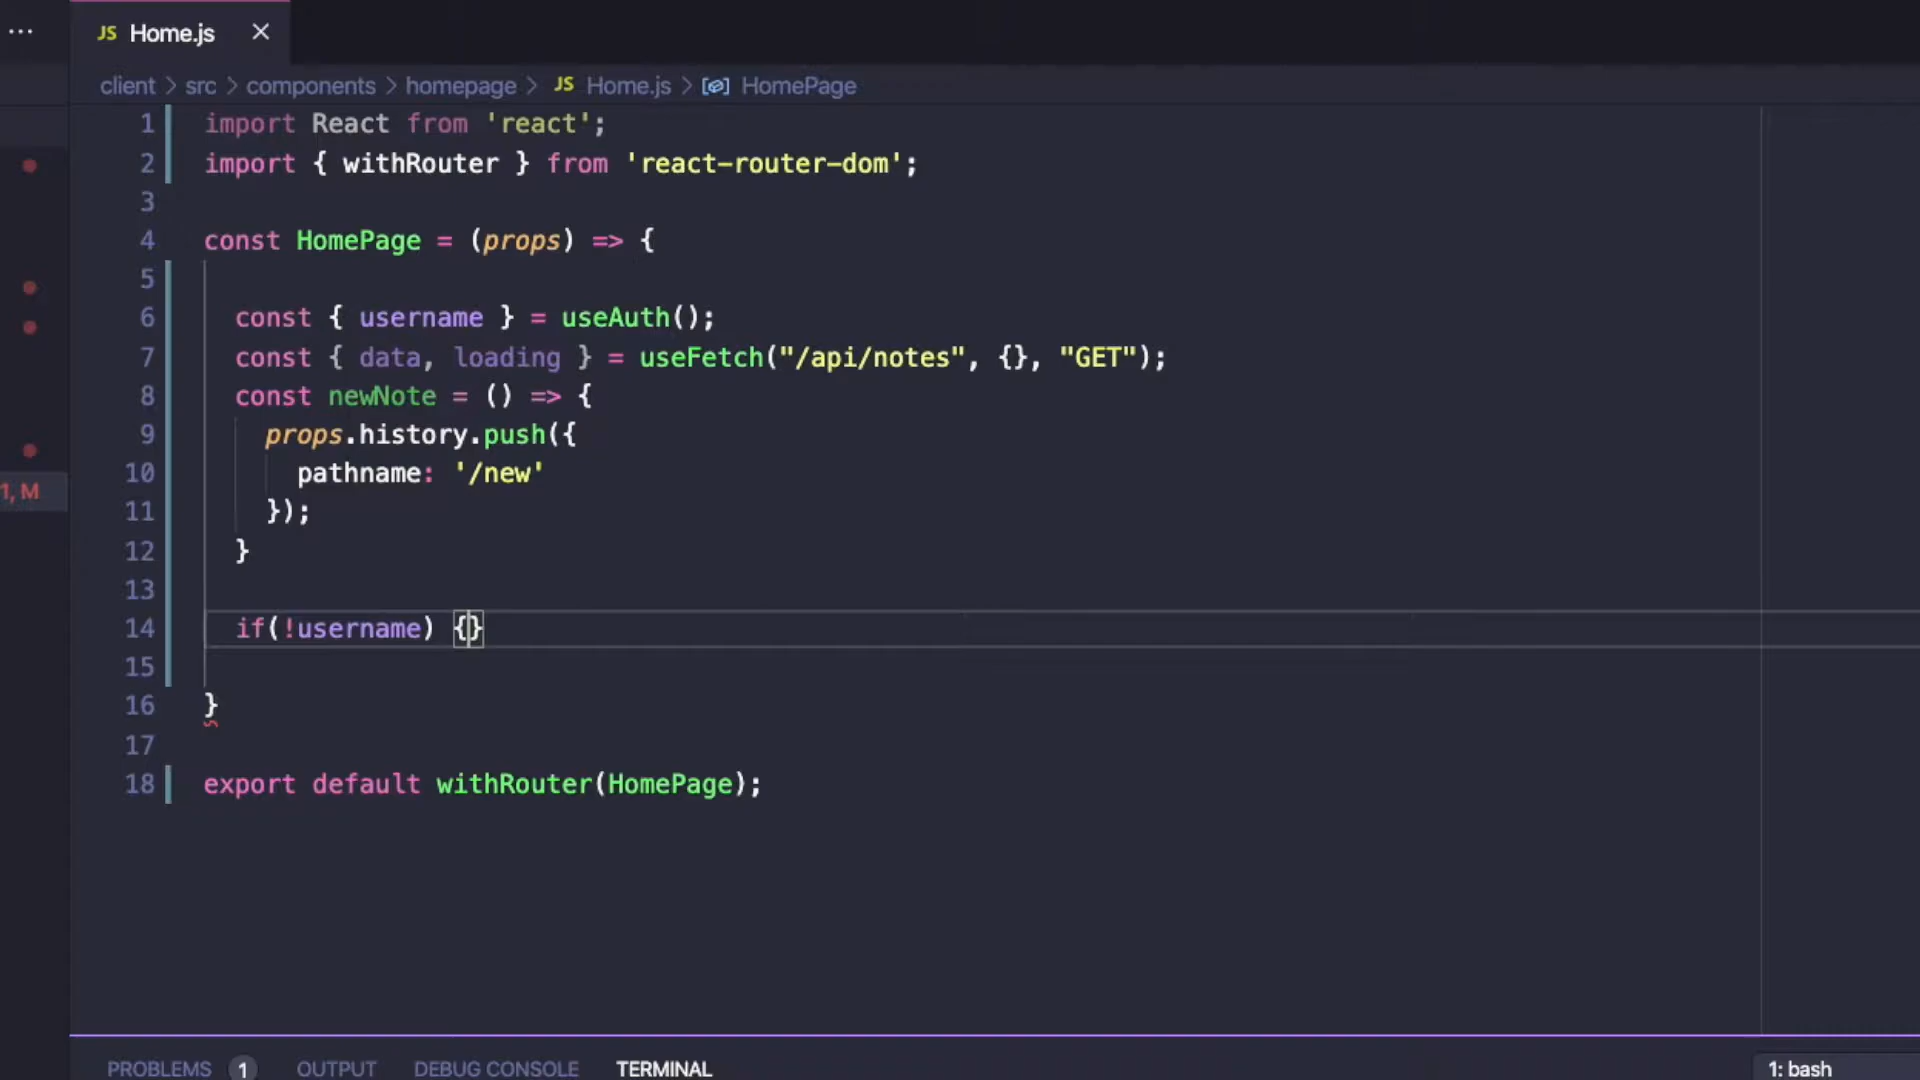 ··· JS Home.js ×
client > src > components > homepage > JS Home.js > HomePage
1 import React from 'react';
2 import { withRouter } from 'react-router-dom';
3
4 const HomePage = (props) => {
5
6 const { username } = useAuth();
7 const { data, loading } = useFetch("/api/notes", {}, "GET");
8 const newNote = () => {
9 props.history.push({
10 pathname: '/new'
11 });
12 }
13
1, M
14 if(!username) {}
15
16 }
17
18 export default withRouter(HomePage);
PROBLEMS 1 OUTPUT DEBUG CONSOLE TERMINAL 1: bash